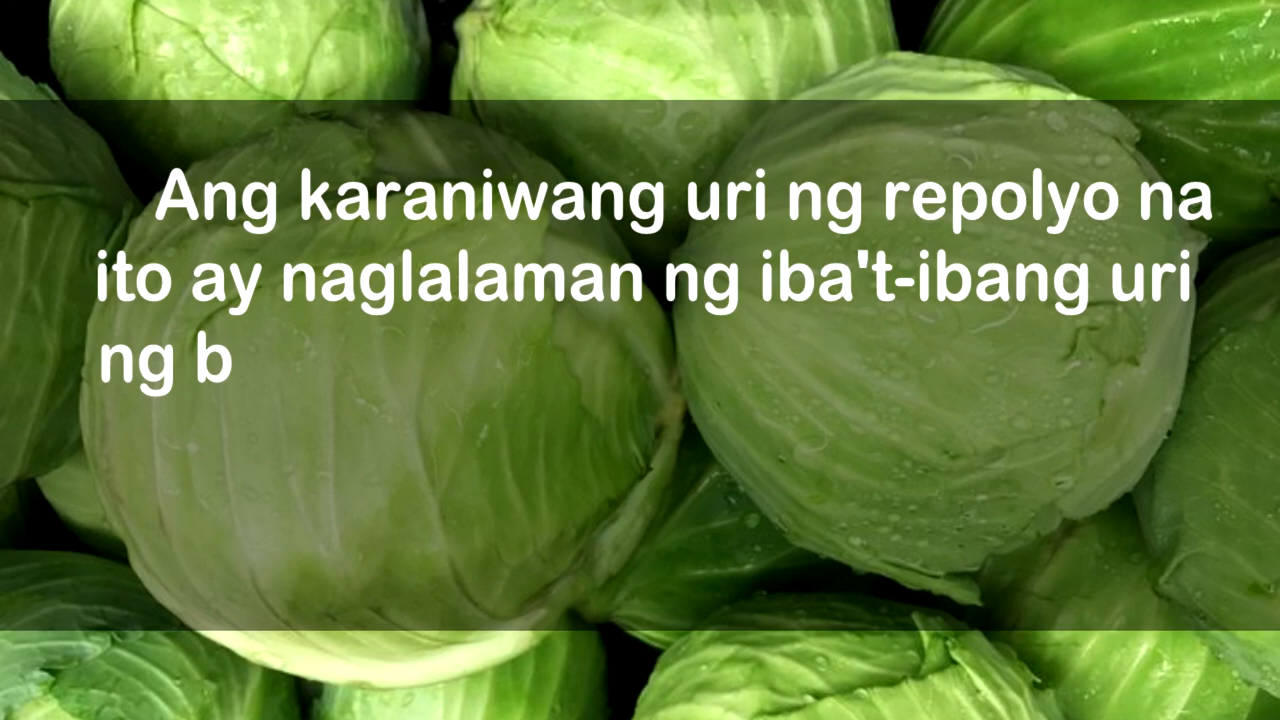 Ang karaniwang uri ng repolyo na
ito ay naglalaman ng iba't-ibang uri
ng b